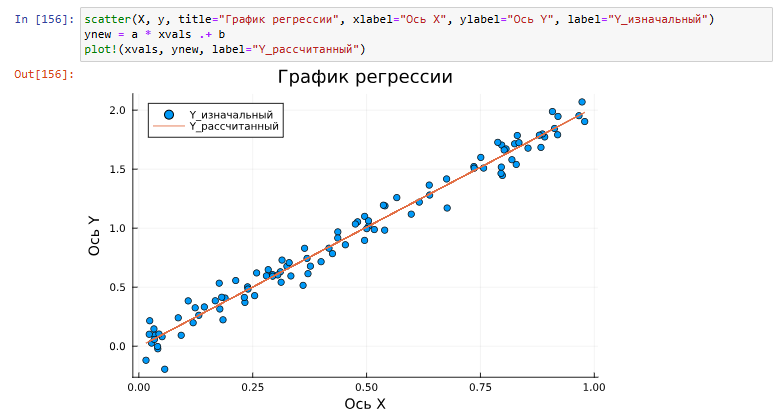 In [156]: scatter(X, y, title="График регрессии", xlabel="Ось X", ylabel="Ось Y", label="Y_изначальный")
ynew = a * xvals .+ b
plot!(xvals, ynew, label="Y_рассчитанный")
Out[156]:
График регрессии
Y_изначальный
Y_рассчитанный
2.0
1.5
1.0
0.5
0.0
Ось Y
0.00 0.25 0.50 0.75 1.00
Ось X